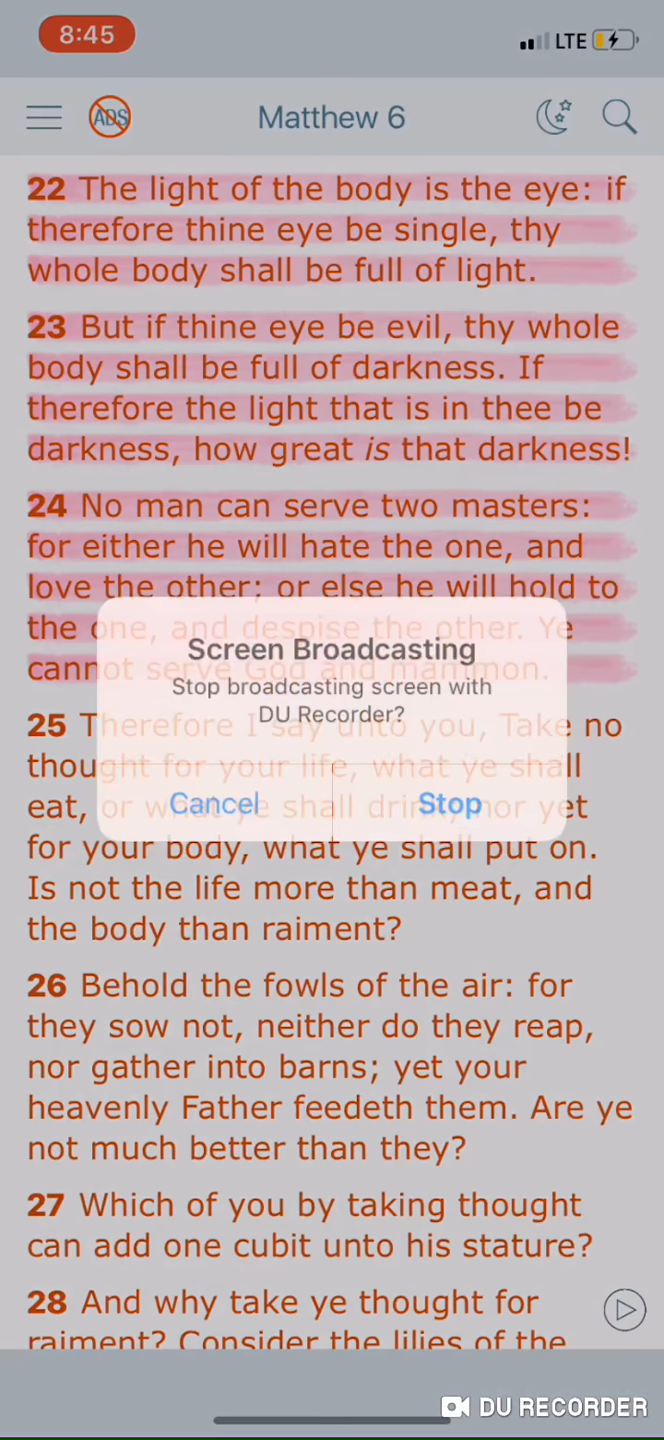 8:45
LTE
ADS
Matthew 6
22 The light of the body is the eye: if
therefore thine eye be single, thy
whole body shall be full of light.
23 But if thine eye be evil, thy whole
body shall be full of darkness. If
therefore the light that is in thee be
darkness, how great is that darkness!
24 No man can serve two masters:
for either he will hate the one, and
love the other; or else he will hold to
the one, and despise the other. Ye
cannot serve God and mammon.
Screen Broadcasting
Stop broadcasting screen with
DU Recorder?
Cancel
Stop
25 Therefore I say unto you, Take no
thought for your life, what ye shall
eat, or what ye shall drink; nor yet
for your body, what ye shall put on.
Is not the life more than meat, and
the body than raiment?
26 Behold the fowls of the air: for
they sow not, neither do they reap,
nor gather into barns; yet your
heavenly Father feedeth them. Are ye
not much better than they?
27 Which of you by taking thought
can add one cubit unto his stature?
28 And why take ye thought for
raiment? Consider the lilies of the
DU RECORDER